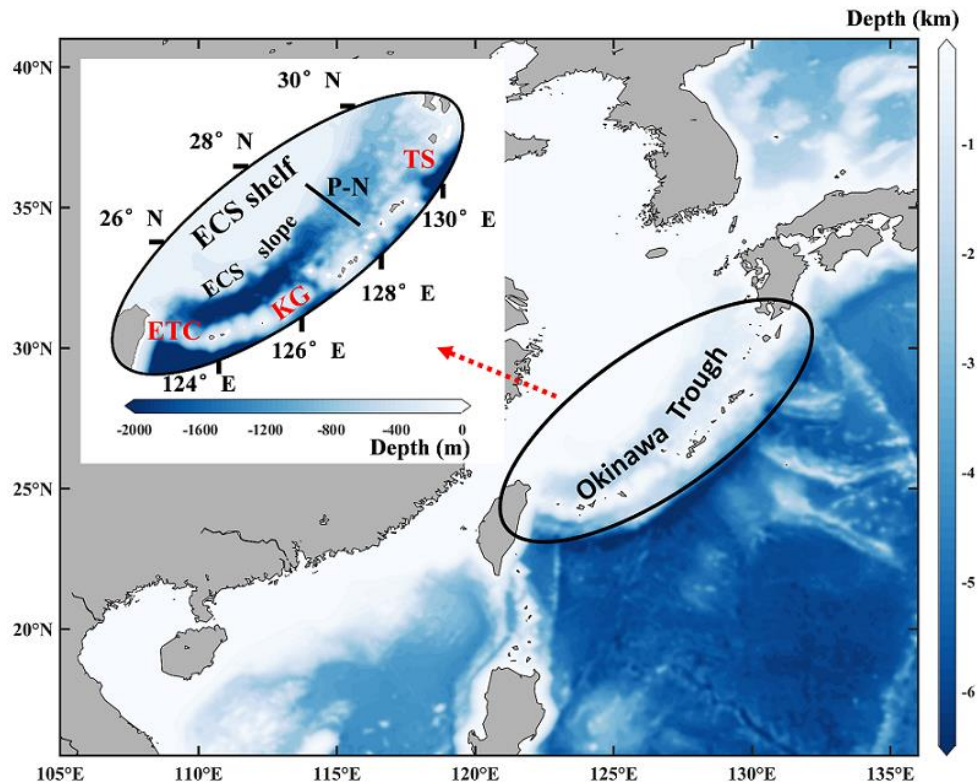 Depth (km)
40°N
35°N
30°N
25°N
20°N
105°E
110°E
115°E
120°E
125°E
130°E
135°E
-1
-2
-3
-4
-5
-6
30° N
28° N
26° N
TS
P-N
ECS shelf
ECS slope
130° E
128° E
KG
ETC
126° E
124° E
-2000
-1600
-1200
-800
-400
0
Depth (m)
Okinawa Trough